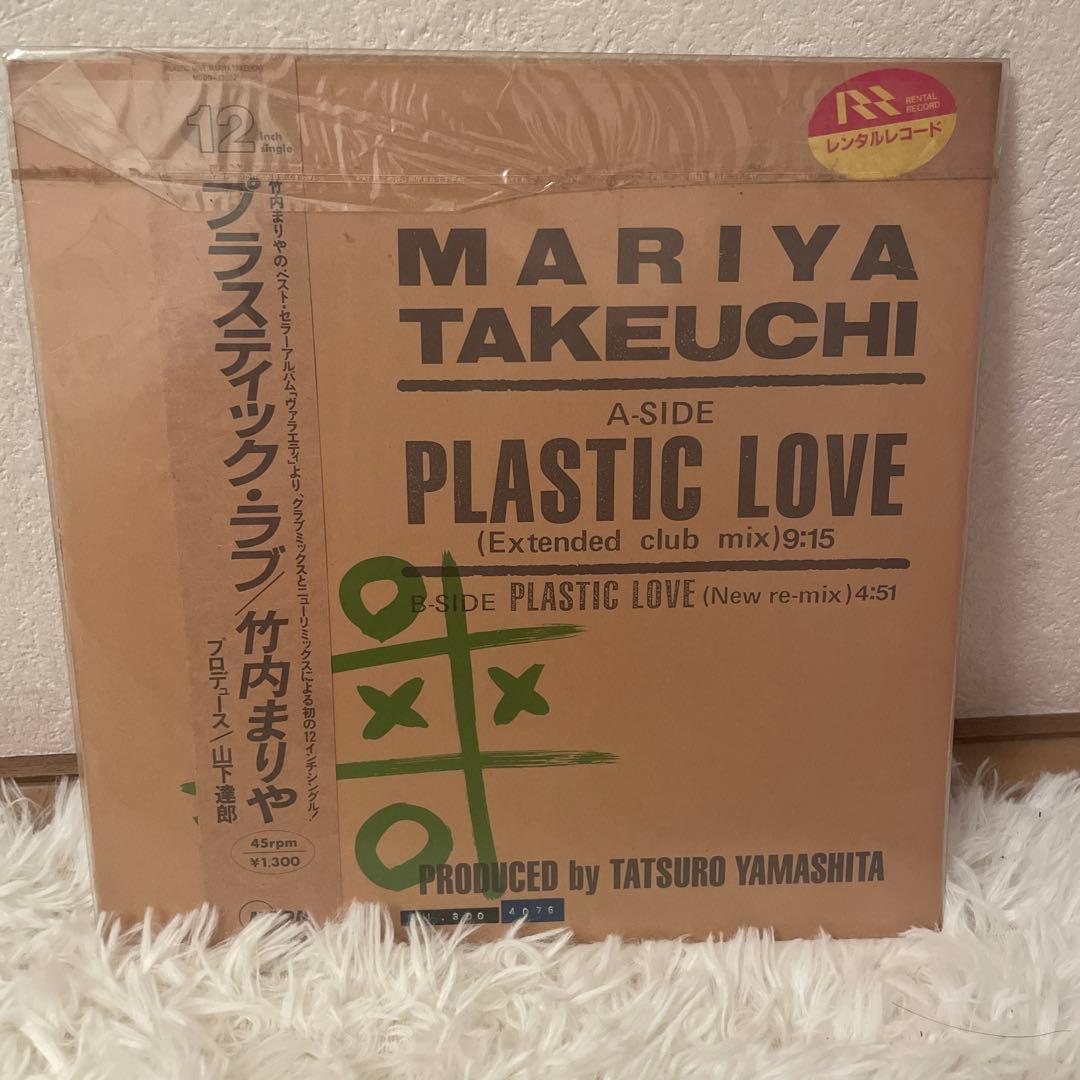 PLASTIC LOVE MARIYA TAKEUCHI
12 inch single
プラスティック・ラブ/竹内まりや
竹内まりやのベスト・セラーアルバム「ヴァラエティ」より、クラブミックスとニューリミックスによる初の12インチシングル!
プロデュース/山下達郎
45rpm
¥1,300
RENTAL
RECORD
レンタルレコード
MARIYA
TAKEUCHI
A-SIDE
PLASTIC LOVE
(Extended club mix)9:15
B-SIDE PLASTIC LOVE (New re-mix)4:51
PRODUCED by TATSURO YAMASHITA
300 4076